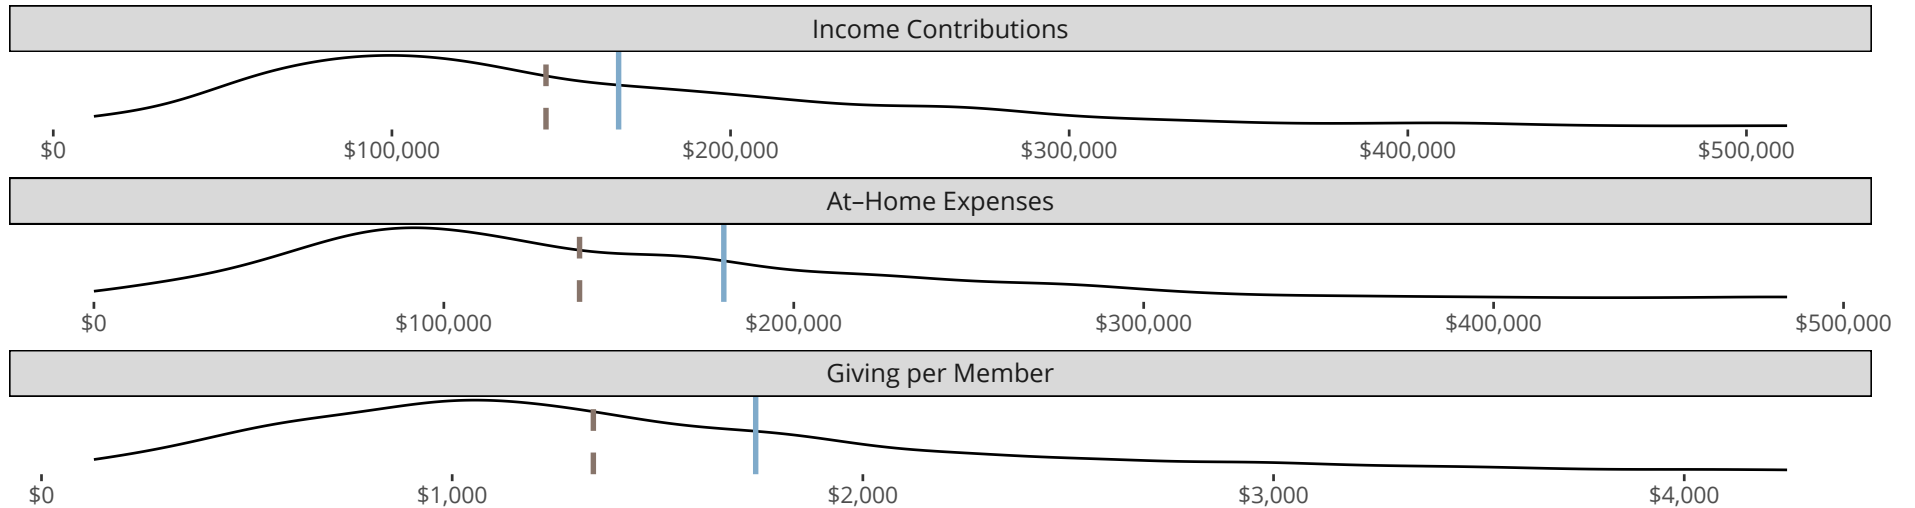 Income Contributions
$0 $100,000 $200,000 $300,000 $400,000 $500,000
At–Home Expenses
$0 $100,000 $200,000 $300,000 $400,000 $500,000
Giving per Member
$0 $1,000 $2,000 $3,000 $4,000